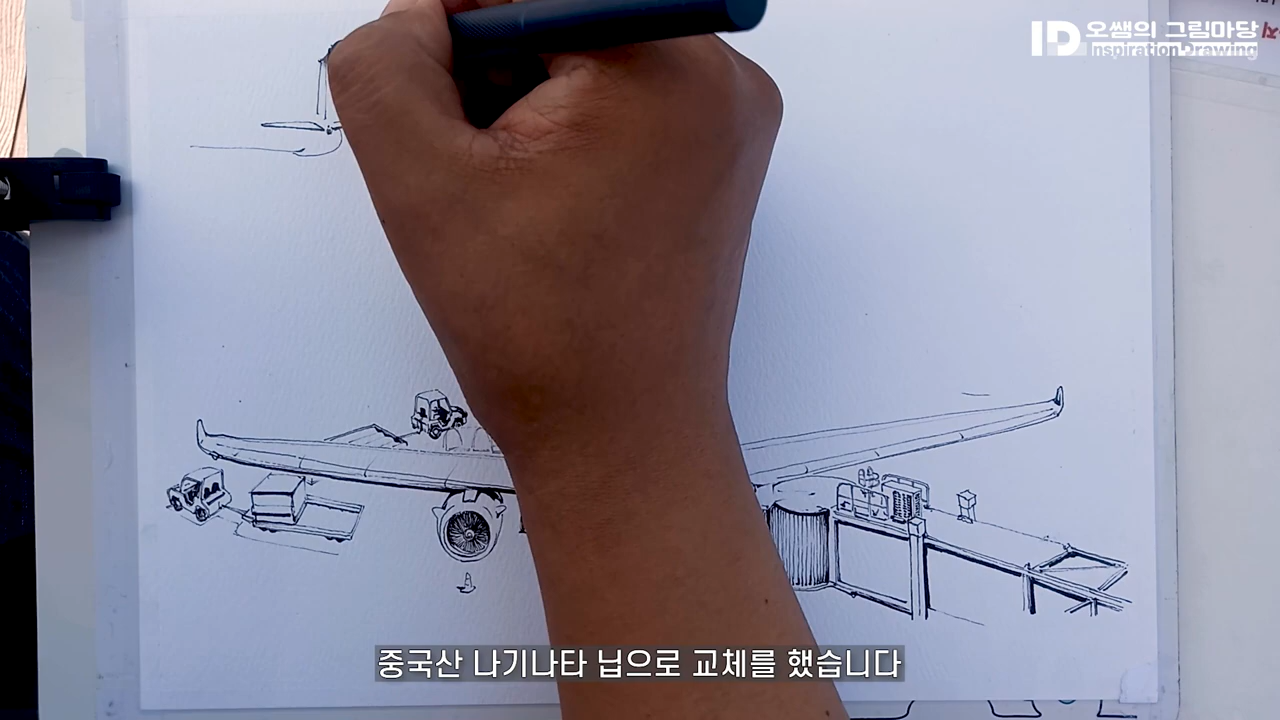 ID 오쌤의 그림마당
Inspiration Drawing
중국산 나기나타 닙으로 교체를 했습니다